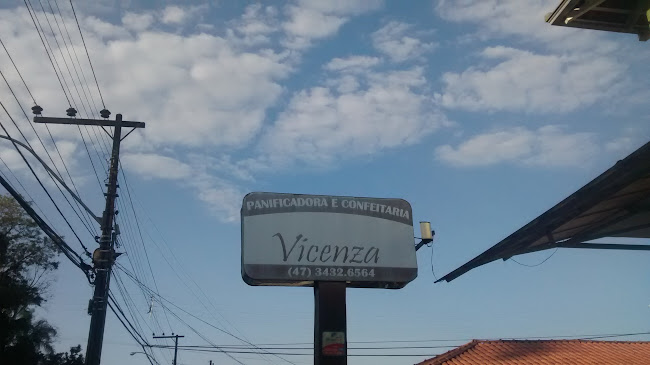 PANIFICADORA E CONFEITARIA
Vicenza
(47) 3432.6564